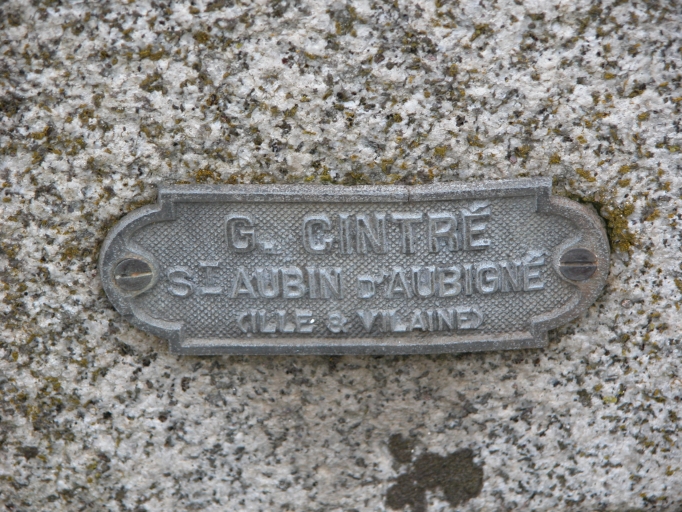 G. CINTRÉ
ST AUBIN D'AUBIGNÉ
(ILLE & VILAINE)